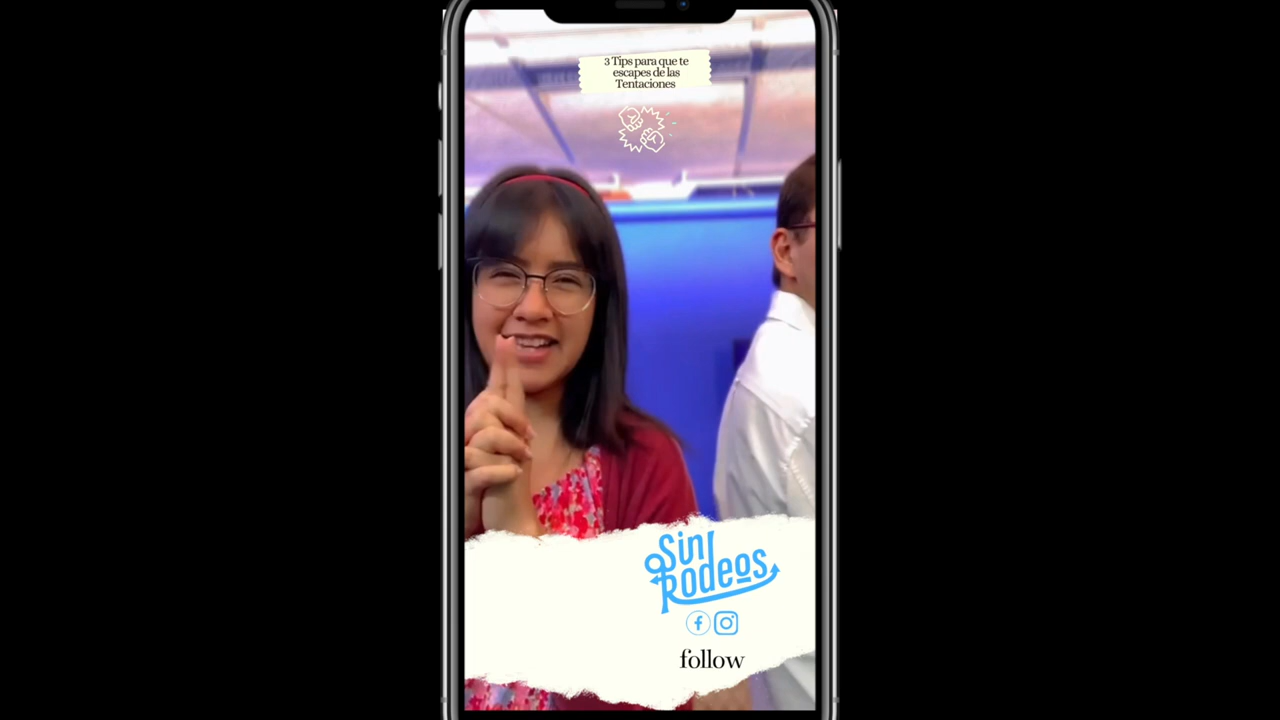 3 Tips para que te
escapes de las
Tentaciones
Sin
Rodeos
follow